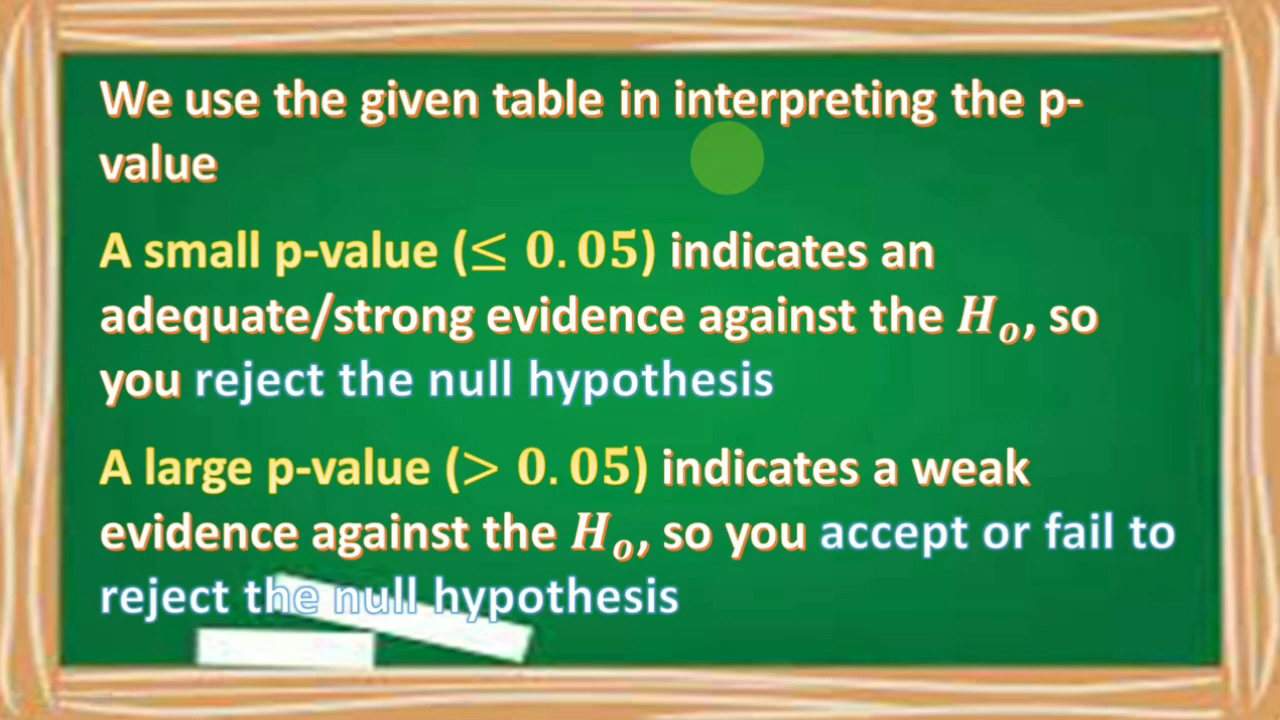 We use the given table in interpreting the p-
value
A small p-value (≤ 0.05) indicates an
adequate/strong evidence against the H₀, so
you reject the null hypothesis
A large p-value (> 0.05) indicates a weak
evidence against the H₀, so you accept or fail to
reject the null hypothesis